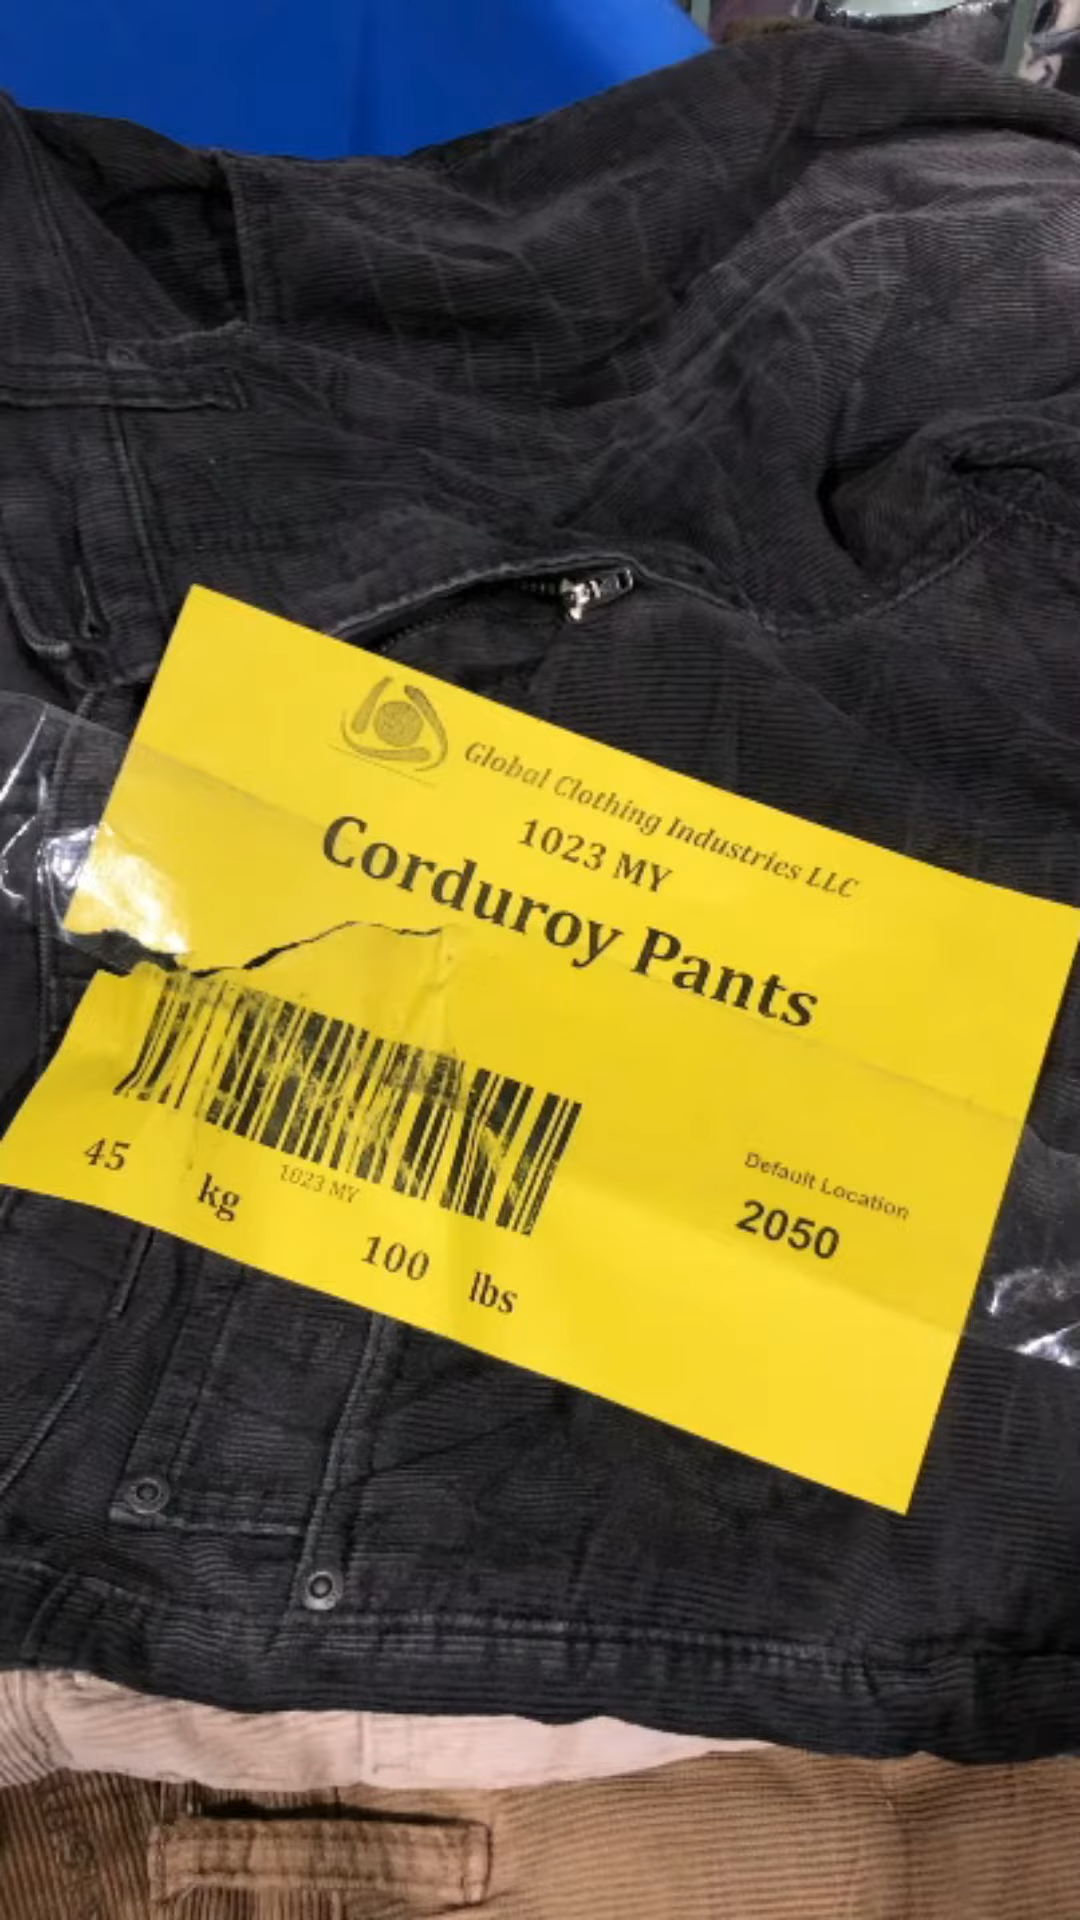 Global Clothing Industries LLC
1023 MY
Corduroy Pants
1023 MY
45 kg
100 lbs
Default Location
2050